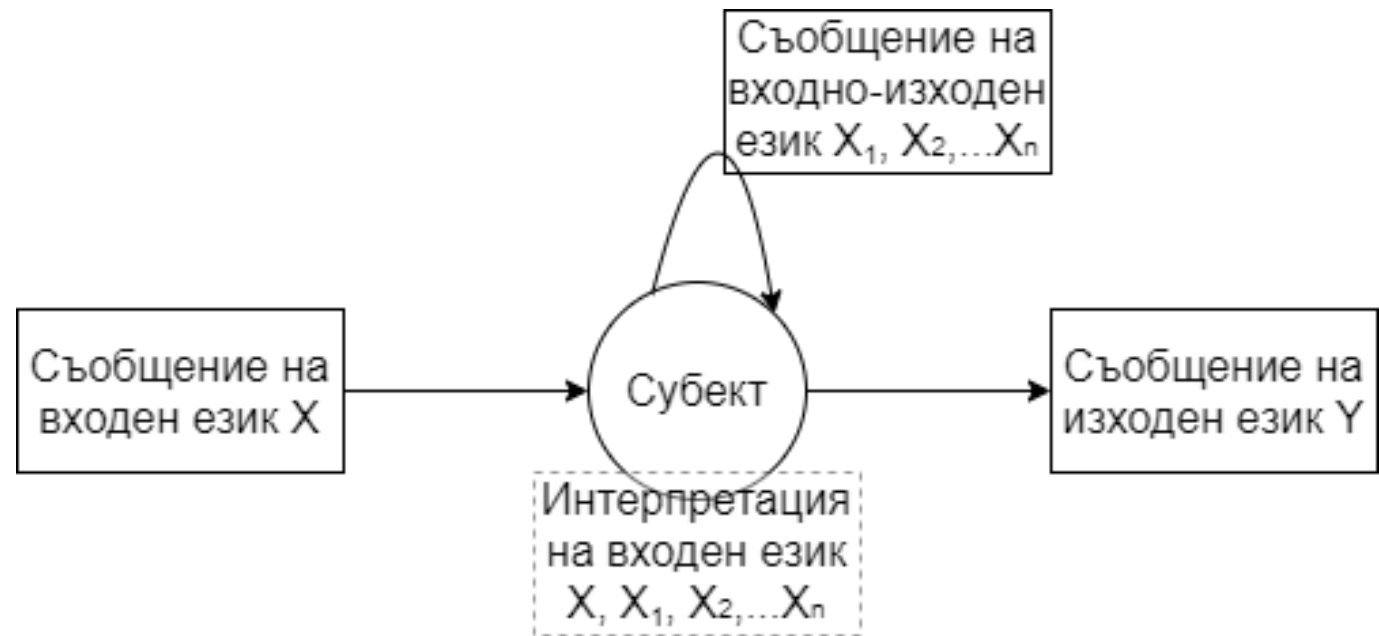 Съобщение на
входно-изходен
език X₁, X₂,...Xₙ
Съобщение на
входен език X
Субект
Съобщение на
изходен език Y
Интерпретация
на входен език
X, X₁, X₂,...Xₙ